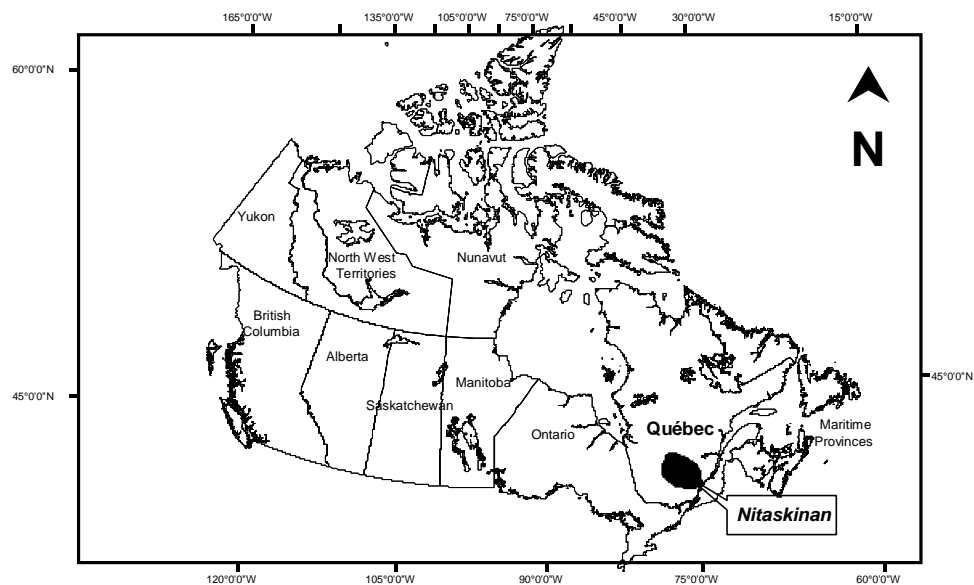 165°0'0"W 135°0'0"W 105°0'0"W 75°0'0"W 45°0'0"W 30°0'0"W 15°0'0"W
60°0'0"N
N
Yukon
North West
Territories
Nunavut
British
Columbia
Alberta
Saskatchewan
Manitoba
Ontario
Québec
Maritime
Provinces
45°0'0"N
45°0'0"N
Nitaskinan
120°0'0"W 105°0'0"W 90°0'0"W 75°0'0"W 60°0'0"W